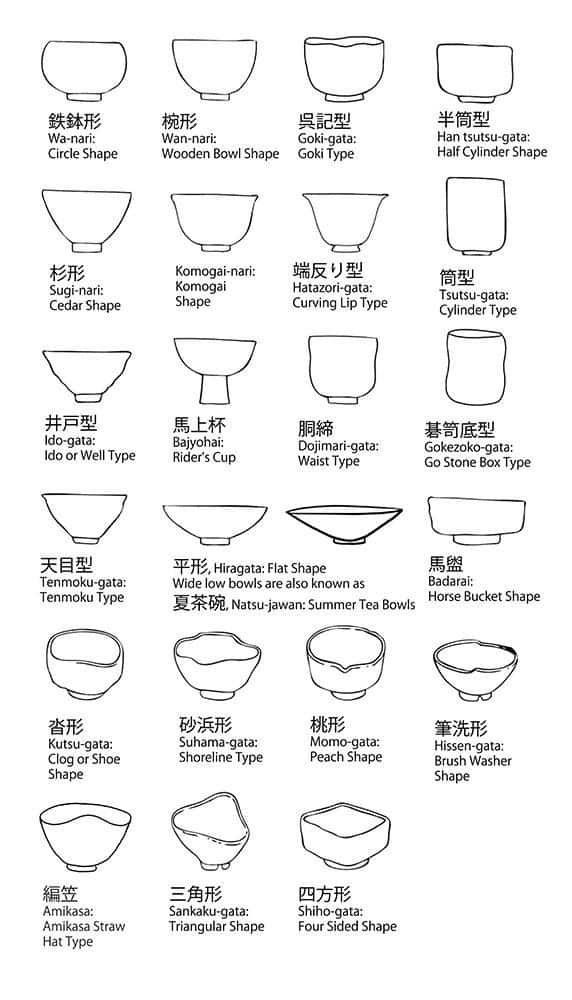 鉄鉢形
Wa-nari:
Circle Shape
椀形
Wan-nari:
Wooden Bowl Shape
呉記型
Goki-gata:
Goki Type
半筒型
Han tsutsu-gata:
Half Cylinder Shape
杉形
Sugi-nari:
Cedar Shape
Komogai-nari:
Komogai
Shape
端反り型
Hatazori-gata:
Curving Lip Type
筒型
Tsutsu-gata:
Cylinder Type
井戸型
Ido-gata:
Ido or Well Type
馬上杯
Bajyohai:
Rider's Cup
胴締
Dojimari-gata:
Waist Type
碁笥底型
Gokezoko-gata:
Go Stone Box Type
天目型
Tenmoku-gata:
Tenmoku Type
平形, Hiragata: Flat Shape
Wide low bowls are also known as
夏茶碗, Natsu-jawan: Summer Tea Bowls
馬盥
Badarai:
Horse Bucket Shape
沓形
Kutsu-gata:
Clog or Shoe
Shape
砂浜形
Suhama-gata:
Shoreline Type
桃形
Momo-gata:
Peach Shape
筆洗形
Hissen-gata:
Brush Washer
Shape
編笠
Amikasa:
Amikasa Straw
Hat Type
三角形
Sankaku-gata:
Triangular Shape
四方形
Shiho-gata:
Four Sided Shape